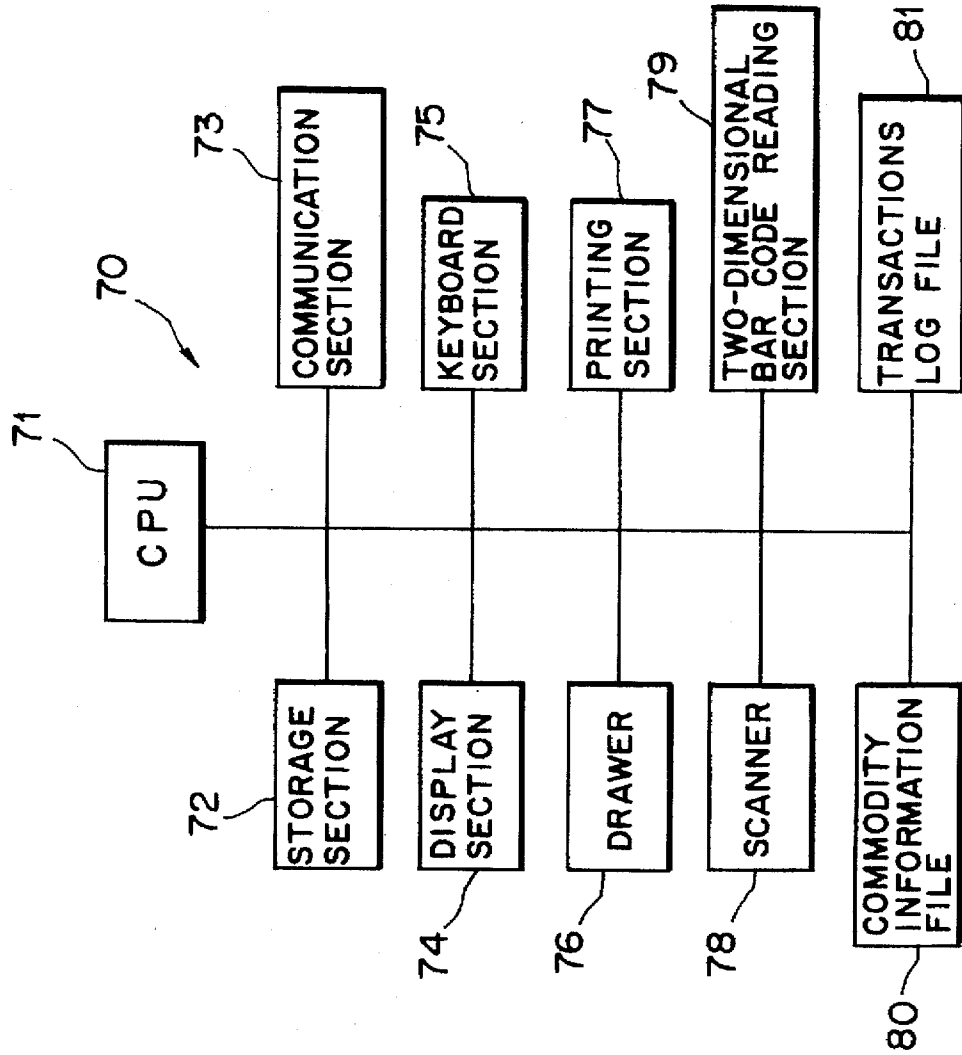 70
71
CPU
72
STORAGE
SECTION
73
COMMUNICATION
SECTION
74
DISPLAY
SECTION
75
KEYBOARD
SECTION
76
DRAWER
77
PRINTING
SECTION
78
SCANNER
79
TWO-DIMENSIONAL
BAR CODE READING
SECTION
80
COMMODITY
INFORMATION
FILE
81
TRANSACTIONS
LOG FILE